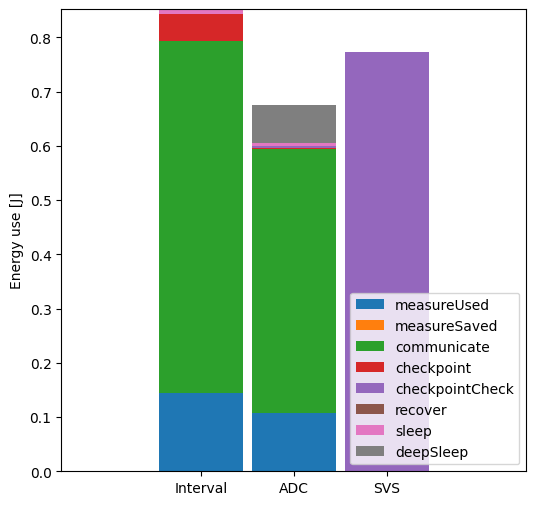 Energy use [J]
0.8
0.7
0.6
0.5
0.4
0.3
0.2
0.1
0.0
Interval
ADC
SVS
measureUsed
measureSaved
communicate
checkpoint
checkpointCheck
recover
sleep
deepSleep